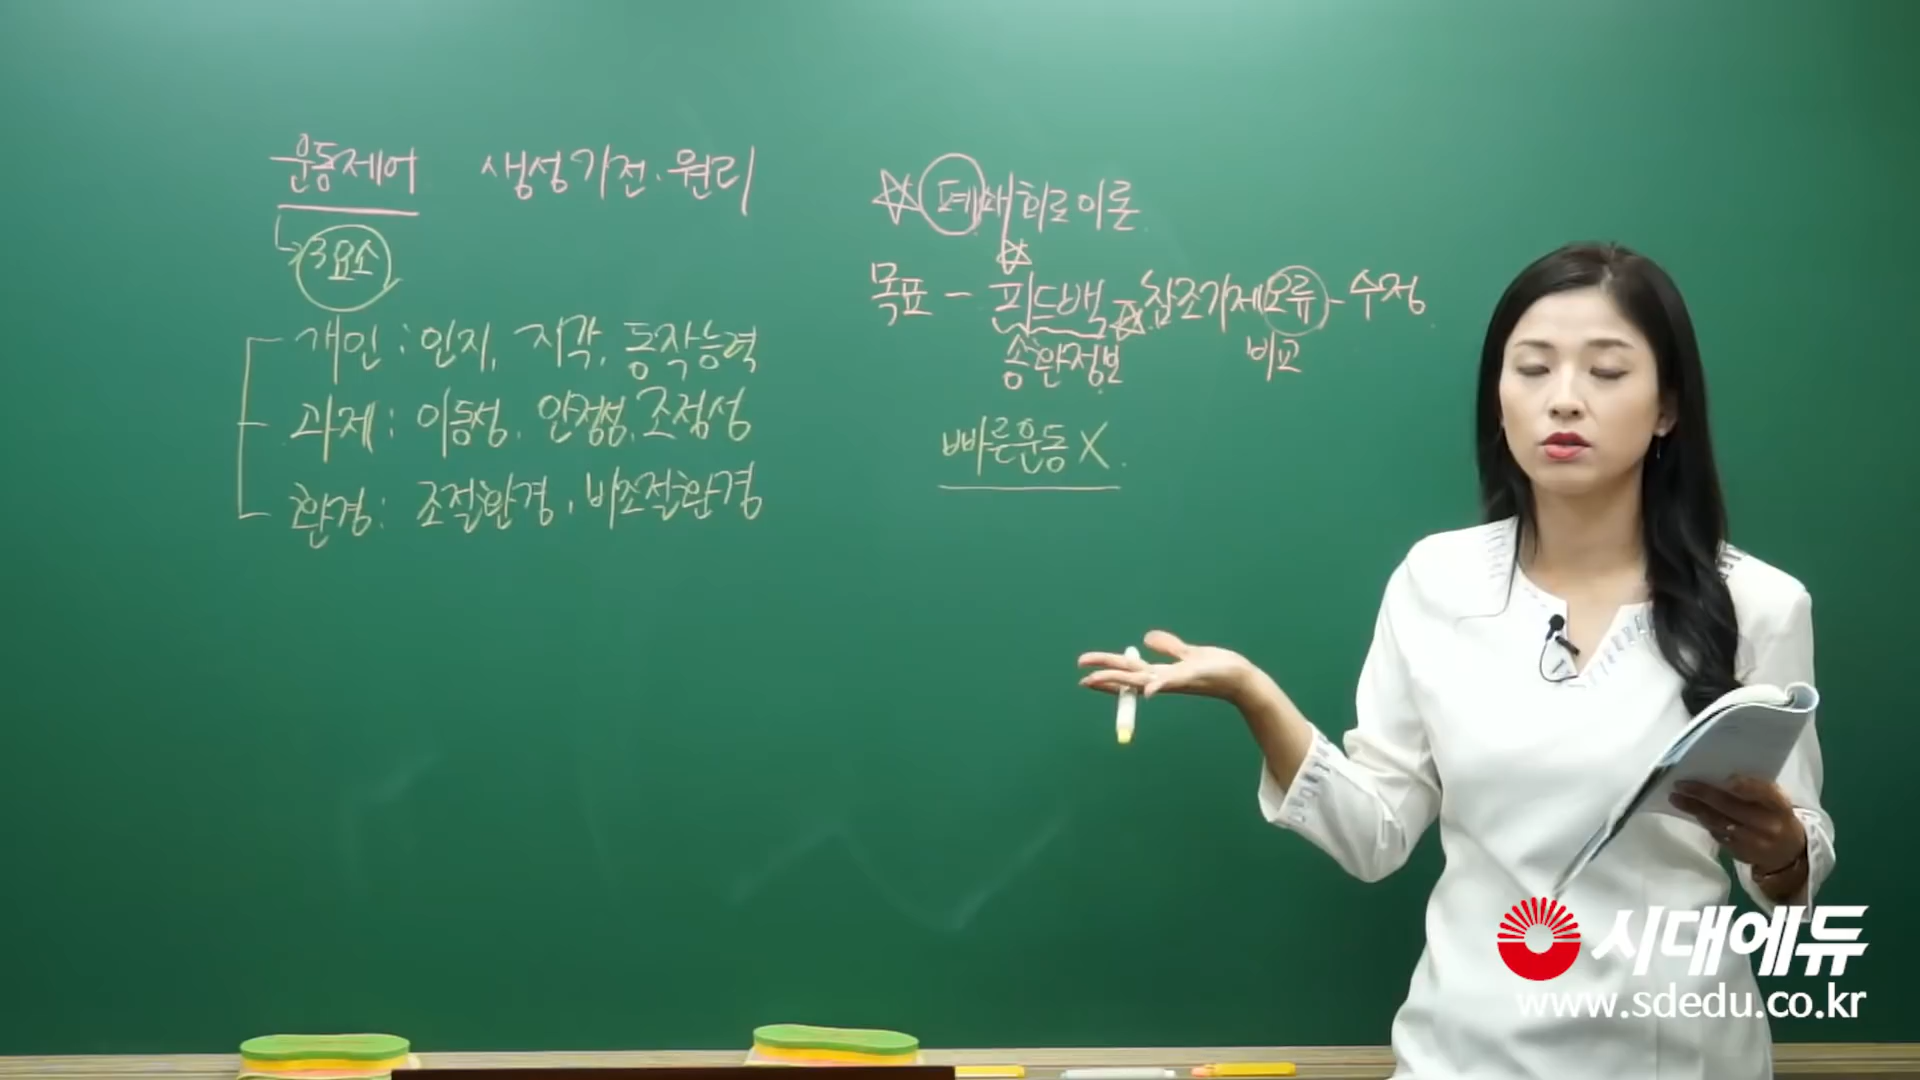 운동제어 생성기전·원리
3요소
개인 : 인지, 지각, 동작능력
과제 : 이동성, 안정성, 조작성
환경 : 조절환경, 비조절환경
☆ 폐쇄회로이론
☆
목표 - 피드백 ☆ 참조기제 오류 - 수정
송환정보 비교
빠른운동 X
시대에듀
www.sdedu.co.kr